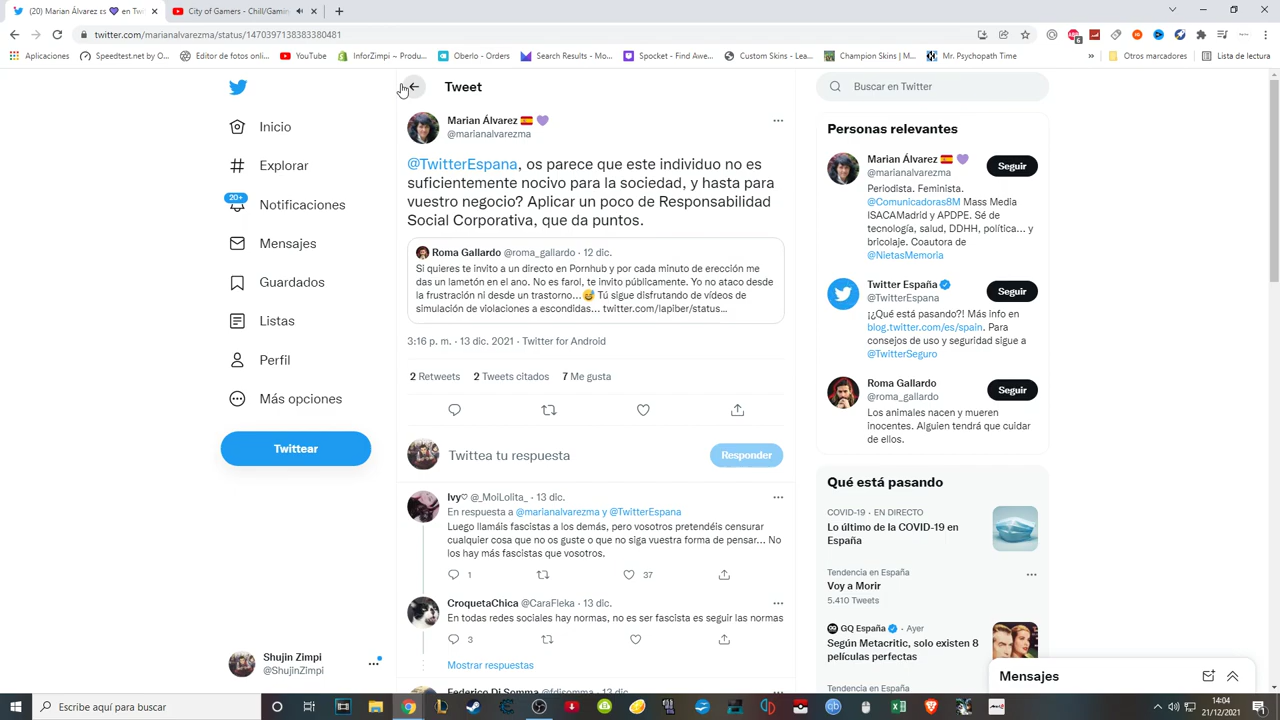 (20) Marian Álvarez es 💜 en Twitt
City of Gamers - Chill/Gaming
twitter.com/marianalvarezma/status/1470397138383380481
Aplicaciones
Speedtest.net by O...
Editor de fotos onli...
YouTube
InforZimpi – Produ...
Oberlo - Orders
Search Results - Mo...
Spocket - Find Awe...
Custom Skins - Lea...
Champion Skins | M...
Mr. Psychopath Time
»
Otros marcadores
Lista de lectura
Inicio
Explorar
20+
Notificaciones
Mensajes
Guardados
Listas
Perfil
Más opciones
Twittear
Shujin Zimpi
@ShujinZimpi
Tweet
Marian Álvarez 🇪🇸 💜
@marianalvarezma
@TwitterEspana, os parece que este individuo no es
suficientemente nocivo para la sociedad, y hasta para
vuestro negocio? Aplicar un poco de Responsabilidad
Social Corporativa, que da puntos.
Roma Gallardo @roma_gallardo · 12 dic.
Si quieres te invito a un directo en Pornhub y por cada minuto de erección me
das un lametón en el ano. No es farol, te invito públicamente. Yo no ataco desde
la frustración ni desde un trastorno...😅 Tú sigue disfrutando de vídeos de
simulación de violaciones a escondidas... twitter.com/lapiber/status...
3:16 p. m. · 13 dic. 2021 · Twitter for Android
2 Retweets 2 Tweets citados 7 Me gusta
Twittea tu respuesta
Responder
Ivy♡ @_MoiLolita_ · 13 dic.
En respuesta a @marianalvarezma y @TwitterEspana
Luego llamáis fascistas a los demás, pero vosotros pretendéis censurar
cualquier cosa que no os guste o que no siga vuestra forma de pensar... No
los hay más fascistas que vosotros.
1 37
CroquetaChica @CaraFleka · 13 dic.
En todas redes sociales hay normas, no es ser fascista es seguir las normas
3
Mostrar respuestas
Federico Di Somma @fdisomma · 13 dic.
Buscar en Twitter
Personas relevantes
Marian Álvarez 🇪🇸 💜
@marianalvarezma
Seguir
Periodista. Feminista.
@Comunicadoras8M Mass Media
ISACAMadrid y APDPE. Sé de
tecnología, salud, DDHH, política... y
bricolaje. Coautora de
@NietasMemoria
Twitter España
@TwitterEspana
Seguir
¡¿Qué está pasando?! Más info en
blog.twitter.com/es/spain. Para
consejos de uso y seguridad sigue a
@TwitterSeguro
Roma Gallardo
@roma_gallardo
Seguir
Los animales nacen y mueren
inocentes. Alguien tendrá que cuidar
de ellos.
Qué está pasando
COVID-19 · EN DIRECTO
Lo último de la COVID-19 en
España
Tendencia en España
Voy a Morir
5.410 Tweets
GQ España · Ayer
Según Metacritic, solo existen 8
películas perfectas
Tendencia en España
Mensajes
Escribe aquí para buscar
14:04
21/12/2021
1